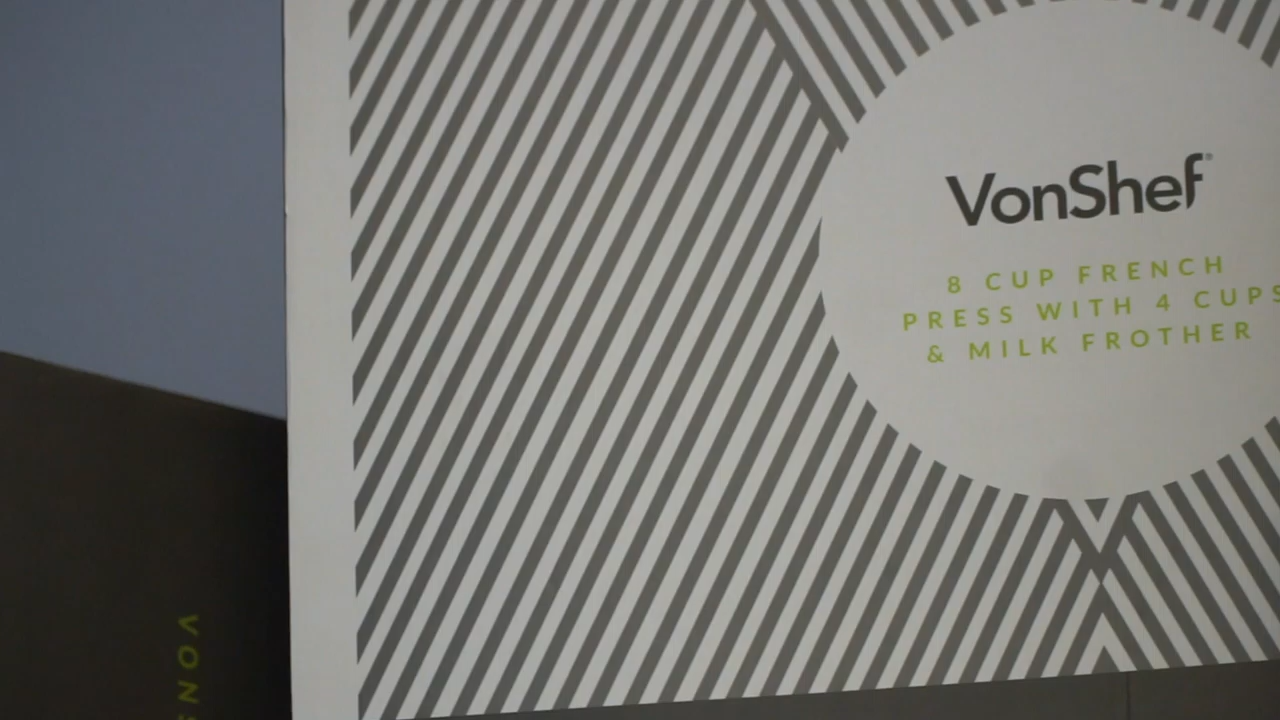 VonShef®
8 CUP FRENCH
PRESS WITH 4 CUPS
& MILK FROTHER
VONS